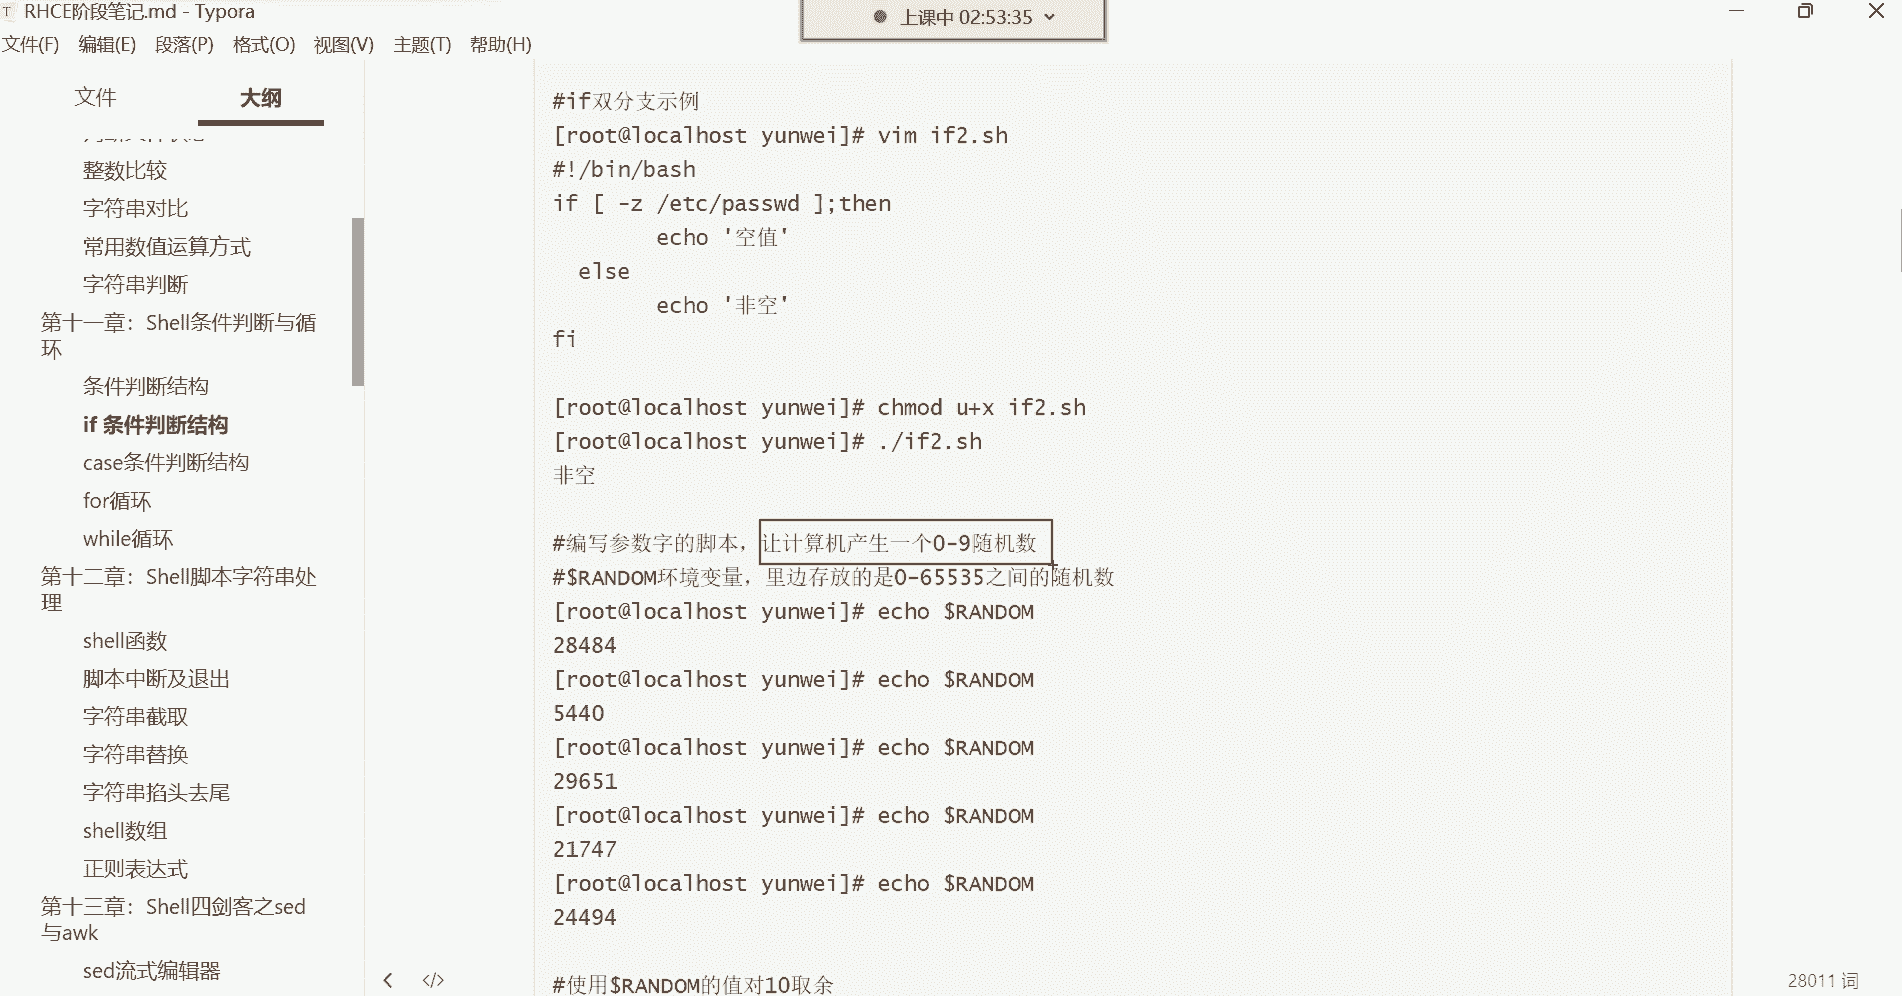 RHCE阶段笔记.md - Typora
上课中 02:53:35
文件(F) 编辑(E) 段落(P) 格式(O) 视图(V) 主题(T) 帮助(H)
文件 大纲
整数比较
字符串对比
常用数值运算方式
字符串判断
第十一章：Shell条件判断与循
环
条件判断结构
if 条件判断结构
case条件判断结构
for循环
while循环
第十二章：Shell脚本字符串处
理
shell函数
脚本中断及退出
字符串截取
字符串替换
字符串掐头去尾
shell数组
正则表达式
第十三章：Shell四剑客之sed
与awk
sed流式编辑器
#if双分支示例
[root@localhost yunwei]# vim if2.sh
#!/bin/bash
if [ -z /etc/passwd ];then
echo '空值'
else
echo '非空'
fi
[root@localhost yunwei]# chmod u+x if2.sh
[root@localhost yunwei]# ./if2.sh
非空
#编写参数字的脚本，让计算机产生一个0-9随机数
#$RANDOM环境变量，里边存放的是0-65535之间的随机数
[root@localhost yunwei]# echo $RANDOM
28484
[root@localhost yunwei]# echo $RANDOM
5440
[root@localhost yunwei]# echo $RANDOM
29651
[root@localhost yunwei]# echo $RANDOM
21747
[root@localhost yunwei]# echo $RANDOM
24494
#使用$RANDOM的值对10取余
28011 词